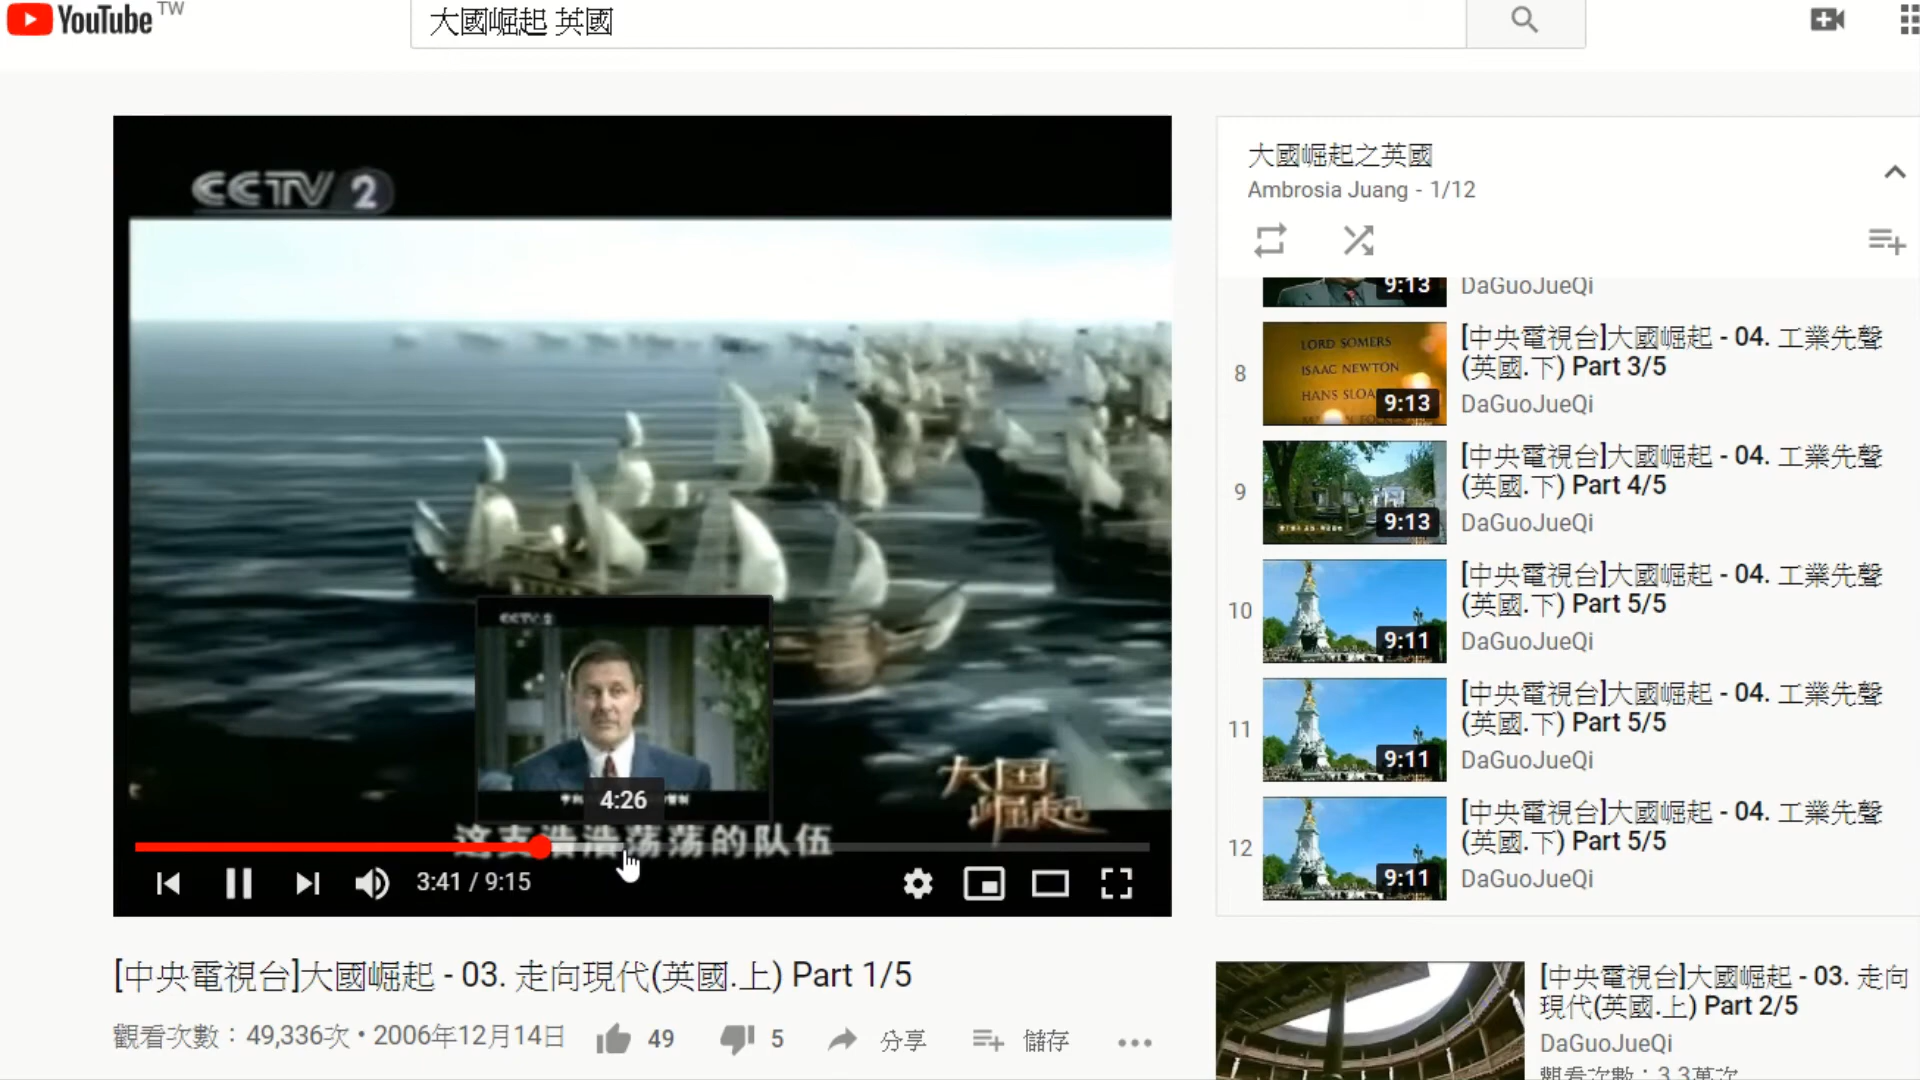 YouTube TW
大國崛起 英國
CCTV 2
CCTV 2
4:26
大国
崛起
这支浩浩荡荡的队伍
3:41 / 9:15
[中央電視台]大國崛起 - 03. 走向現代(英國.上) Part 1/5
觀看次數：49,336次 • 2006年12月14日
49
5
分享
儲存
大國崛起之英國
Ambrosia Juang - 1/12
9:13
DaGuoJueQi
8
LORD SOMERS
ISAAC NEWTON
HANS SLOA
9:13
[中央電視台]大國崛起 - 04. 工業先聲
(英國.下) Part 3/5
DaGuoJueQi
9
9:13
[中央電視台]大國崛起 - 04. 工業先聲
(英國.下) Part 4/5
DaGuoJueQi
10
9:11
[中央電視台]大國崛起 - 04. 工業先聲
(英國.下) Part 5/5
DaGuoJueQi
11
9:11
[中央電視台]大國崛起 - 04. 工業先聲
(英國.下) Part 5/5
DaGuoJueQi
12
9:11
[中央電視台]大國崛起 - 04. 工業先聲
(英國.下) Part 5/5
DaGuoJueQi
[中央電視台]大國崛起 - 03. 走向
現代(英國.上) Part 2/5
DaGuoJueQi
觀看次數：3.3萬次